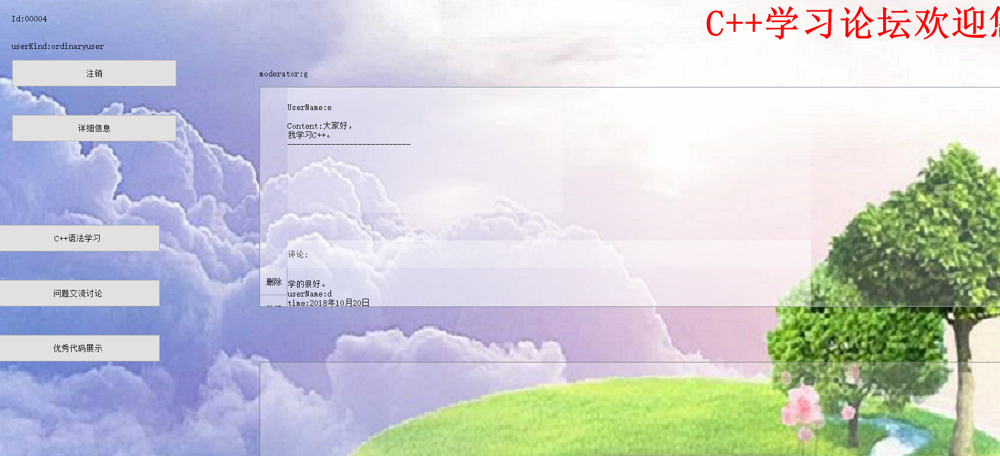 Id:00004
C++学习论坛欢迎您
userKind:ordinaryuser
注销
moderator:g
UserName:e
详细信息
Content:大家好，
我学习C++。
----------------------------
C++语法学习
评论:
删除
学的很好。
问题交流讨论
userName:d
time:2018年10月20日
优秀代码展示